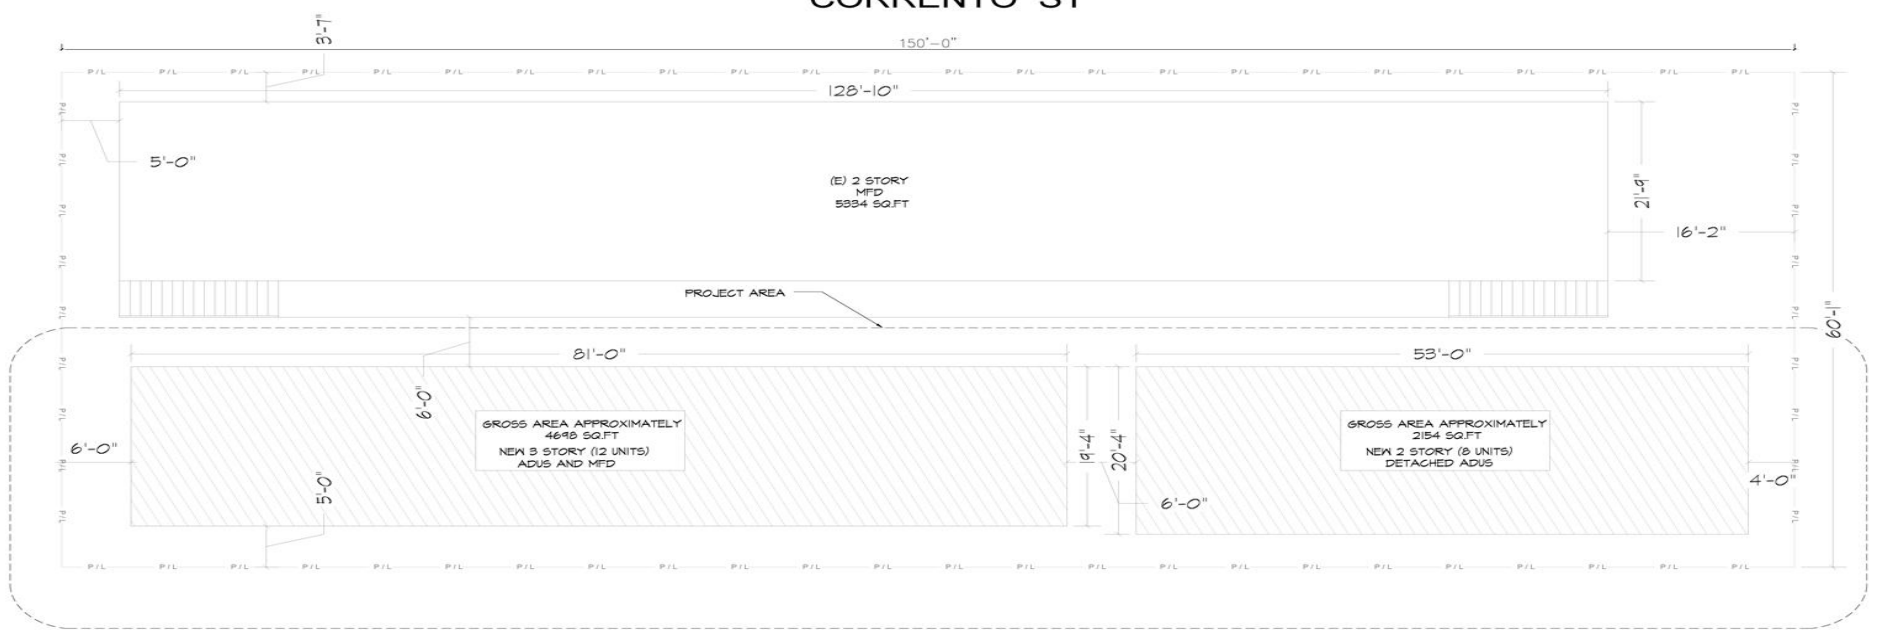 CORRENTO ST
3'-7"
150'-0"
P/L P/L P/L P/L P/L P/L P/L P/L P/L P/L P/L P/L P/L P/L P/L P/L P/L P/L P/L P/L P/L P/L P/L P/L
128'-10"
P/L
P/L
5'-0"
P/L
P/L
(E) 2 STORY
MFD
5334 SQ.FT
21'-9"
P/L
P/L
16'-2"
P/L
P/L
PROJECT AREA
P/L
P/L
60'-1"
81'-0"
53'-0"
P/L
P/L
6'-0"
P/L
P/L
GROSS AREA APPROXIMATELY
4698 SQ.FT
NEW 3 STORY (12 UNITS)
ADUS AND MFD
19'-4"
20'-4"
GROSS AREA APPROXIMATELY
2154 SQ.FT
NEW 2 STORY (8 UNITS)
DETACHED ADUS
6'-0"
P/L
P/L
4'-0"
5'-0"
6'-0"
P/L
P/L
P/L P/L P/L P/L P/L P/L P/L P/L P/L P/L P/L P/L P/L P/L P/L P/L P/L P/L P/L P/L P/L P/L P/L P/L